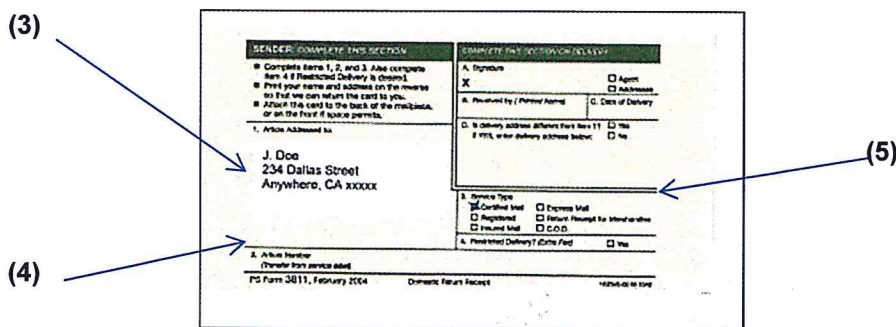 (3)
SENDER: COMPLETE THIS SECTION
■ Complete items 1, 2, and 3. Also complete
item 4 if Restricted Delivery is desired.
■ Print your name and address on the reverse
so that we can return the card to you.
■ Attach this card to the back of the mailpiece,
or on the front if space permits.
1. Article Addressed to:
J. Doe
234 Dallas Street
Anywhere, CA xxxxx
(4)
2. Article Number
(Transfer from service label)
PS Form 3811, February 2004
Domestic Return Receipt
COMPLETE THIS SECTION ON DELIVERY
A. Signature
X
☐ Agent
☐ Addressee
B. Received by (Printed Name)
C. Date of Delivery
D. Is delivery address different from item 1? ☐ Yes
If YES, enter delivery address below: ☐ No
(5)
3. Service Type
Certified Mail ☐ Express Mail
☐ Registered ☐ Return Receipt for Merchandise
☐ Insured Mail ☐ C.O.D.
4. Restricted Delivery? (Extra Fee) ☐ Yes